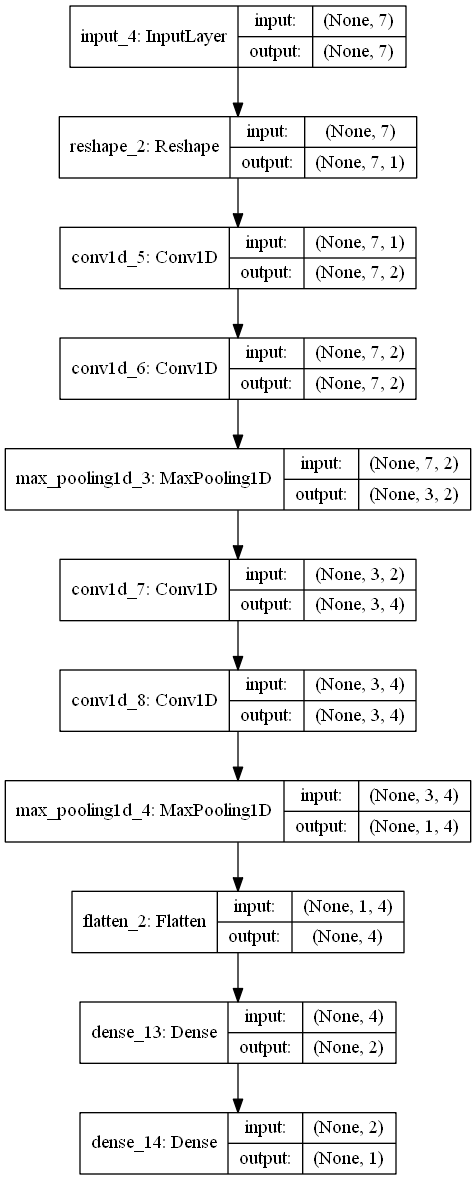 input_4: InputLayer
input: (None, 7)
output: (None, 7)
reshape_2: Reshape
input: (None, 7)
output: (None, 7, 1)
conv1d_5: Conv1D
input: (None, 7, 1)
output: (None, 7, 2)
conv1d_6: Conv1D
input: (None, 7, 2)
output: (None, 7, 2)
max_pooling1d_3: MaxPooling1D
input: (None, 7, 2)
output: (None, 3, 2)
conv1d_7: Conv1D
input: (None, 3, 2)
output: (None, 3, 4)
conv1d_8: Conv1D
input: (None, 3, 4)
output: (None, 3, 4)
max_pooling1d_4: MaxPooling1D
input: (None, 3, 4)
output: (None, 1, 4)
flatten_2: Flatten
input: (None, 1, 4)
output: (None, 4)
dense_13: Dense
input: (None, 4)
output: (None, 2)
dense_14: Dense
input: (None, 2)
output: (None, 1)